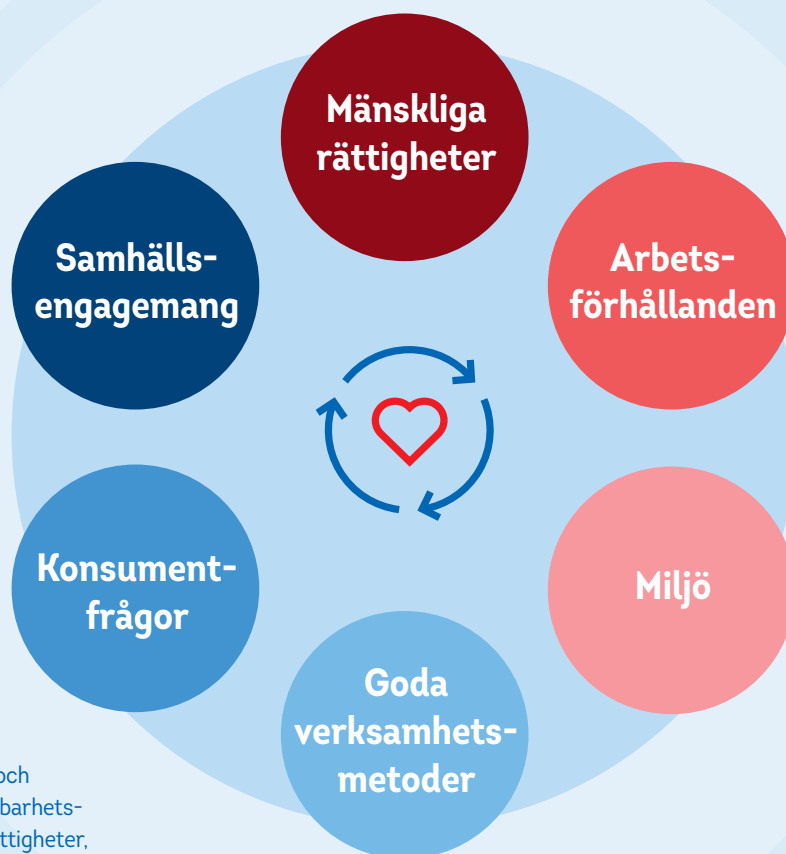 Mänskliga
rättigheter
Samhälls-
engagemang
Arbets-
förhållanden
Konsument-
frågor
Miljö
Goda
verksamhets-
metoder
och
barhets-
ttigheter,